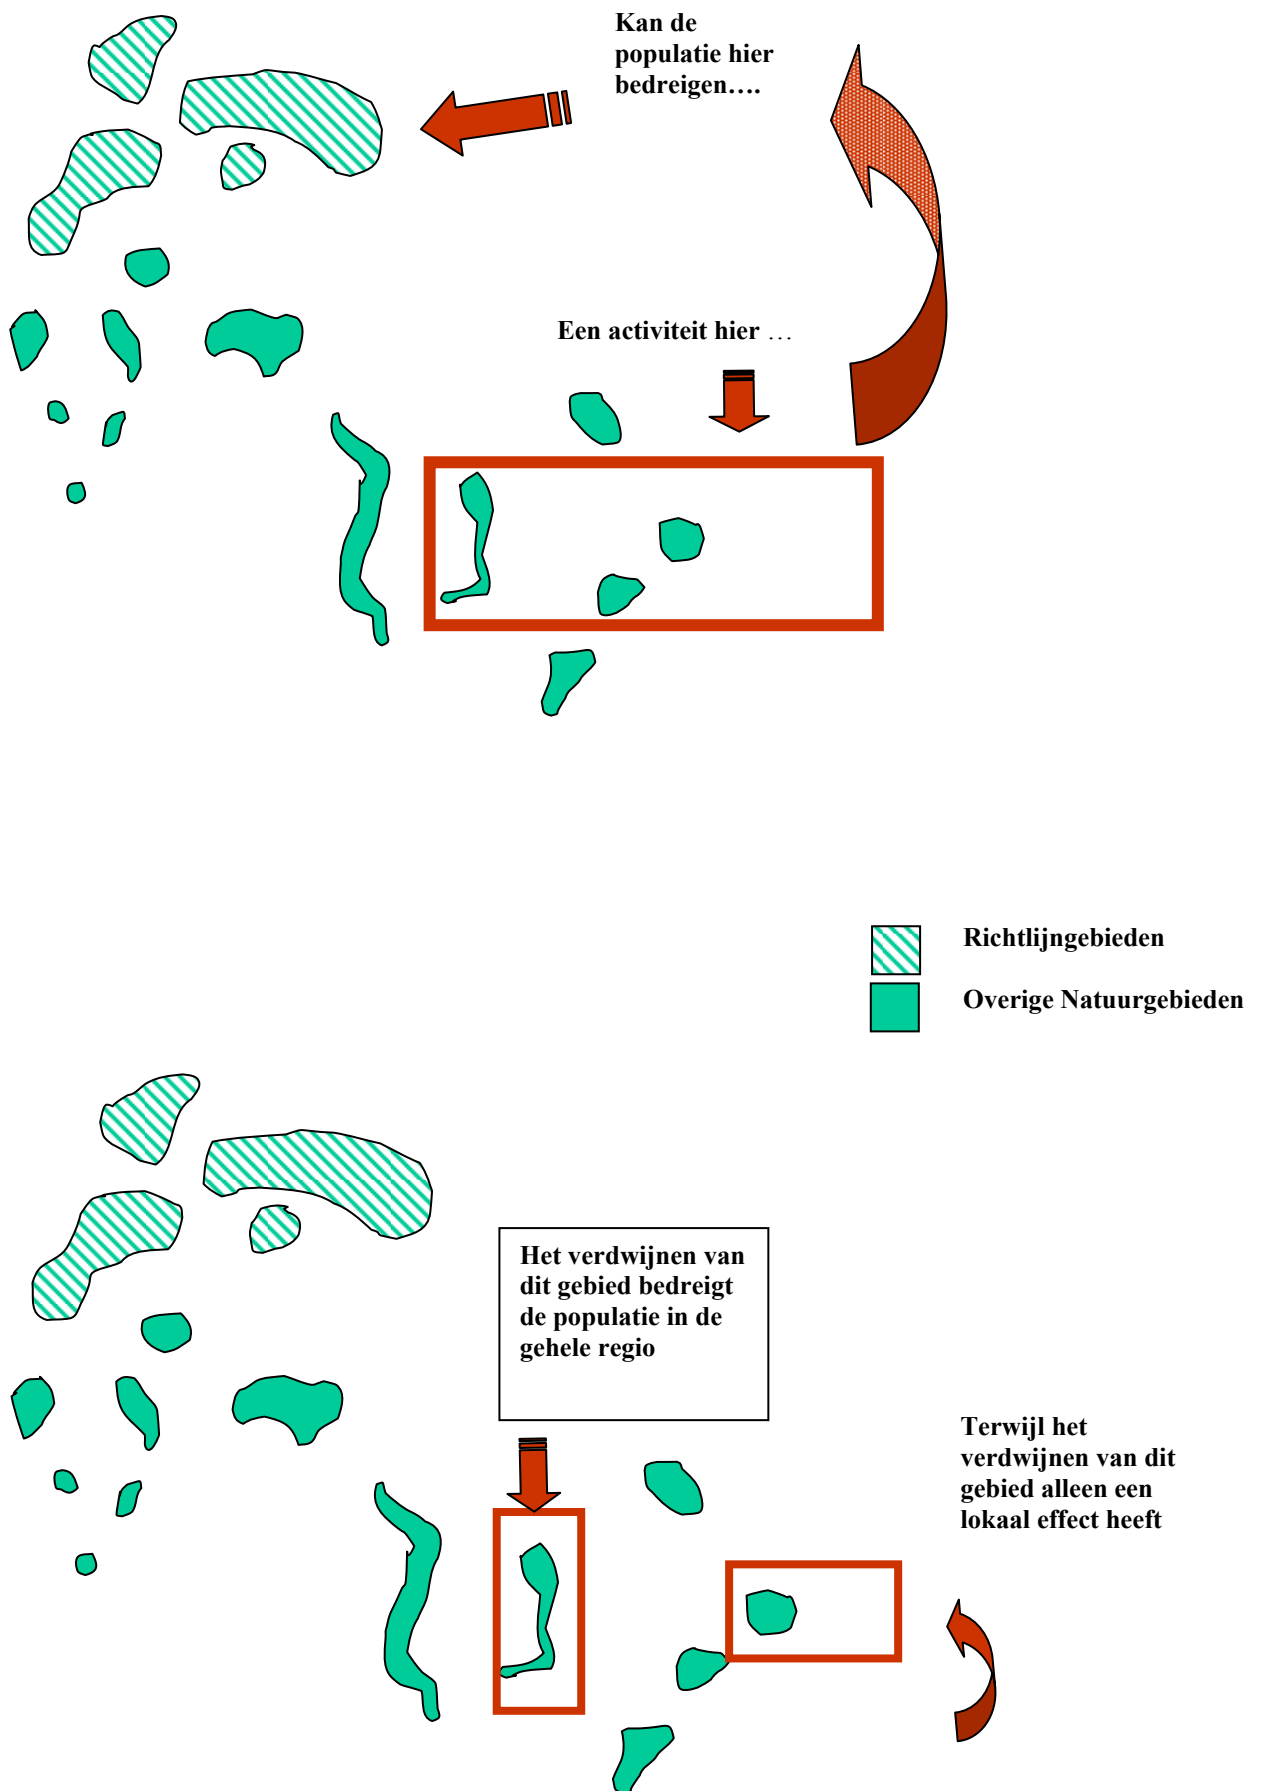 Kan de
populatie hier
bedreigen....
Een activiteit hier ...
Richtlijngebieden
Overige Natuurgebieden
Het verdwijnen van
dit gebied bedreigt
de populatie in de
gehele regio
Terwijl het
verdwijnen van dit
gebied alleen een
lokaal effect heeft